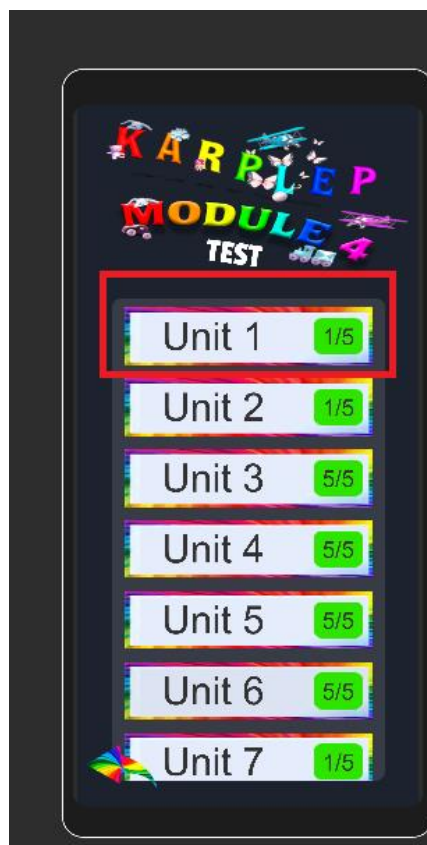 KARPLEP
MODULE 4
TEST
Unit 1 1/5
Unit 2 1/5
Unit 3 5/5
Unit 4 5/5
Unit 5 5/5
Unit 6 5/5
Unit 7 1/5